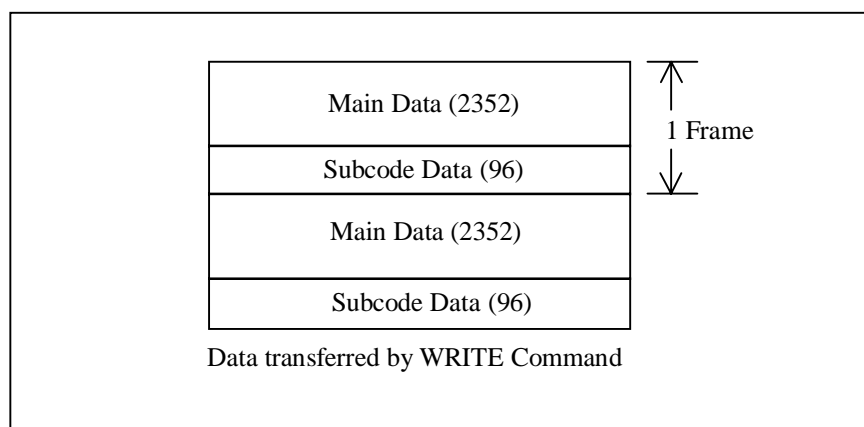 Main Data (2352)
1 Frame
Subcode Data (96)
Main Data (2352)
Subcode Data (96)
Data transferred by WRITE Command